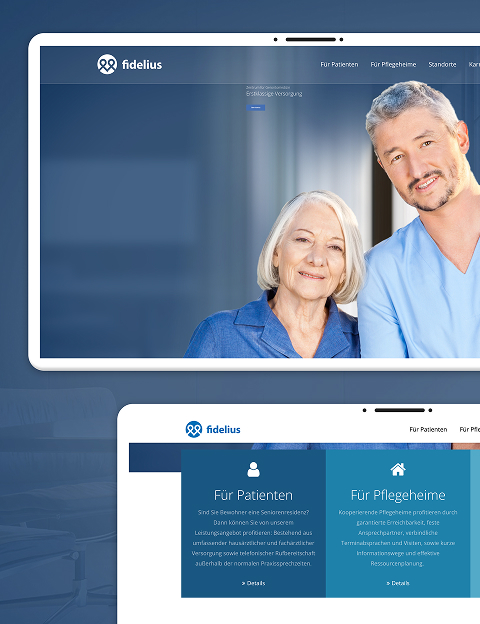 fidelius
Für Patienten Für Pflegeheime Standorte
Erstklassige Versorgung
fidelius
Für Patienten
Für Patienten
Sind Sie Bewohner eine Seniorenresidenz?
Dann können Sie von unserem
Leistungsangebot profitieren: Bestehend aus
umfassender hausärztlicher und fachärztlicher
Versorgung sowie telefonischer Rufbereitschaft
außerhalb der normalen Praxissprechzeiten.
» Details
Für Pflegeheime
Kooperierende Pflegeheime profitieren durch
garantierte Erreichbarkeit, feste
Ansprechpartner, verbindliche
Terminabsprachen und Visiten, sowie kurze
Informationswege und effektive
Ressourcenplanung.
» Details